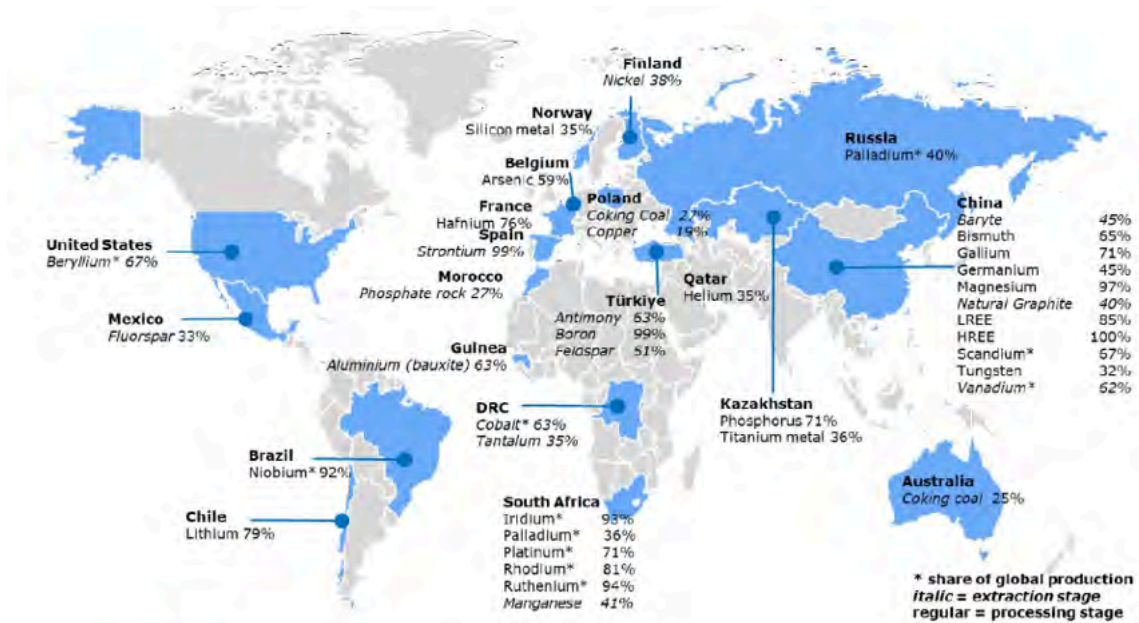 Finland
Nickel 38%
Norway
Silicon metal 35%
Belgium
Arsenic 59%
France
Hafnium 76%
Spain
Strontium 99%
Morocco
Phosphate rock 27%
Poland
Coking Coal 27%
Copper 19%
Russia
Palladium* 40%
China
Baryte 45%
Bismuth 65%
Gallium 71%
Germanium 45%
Magnesium 97%
Natural Graphite 40%
LREE 85%
HREE 100%
Scandium* 67%
Tungsten 32%
Vanadium* 62%
United States
Beryllium* 67%
Mexico
Fluorspar 33%
Qatar
Helium 35%
Türkiye
Antimony 63%
Boron 99%
Feldspar 51%
Guinea
Aluminium (bauxite) 63%
DRC
Cobalt* 63%
Tantalum 35%
Kazakhstan
Phosphorus 71%
Titanium metal 36%
Brazil
Niobium* 92%
Chile
Lithium 79%
South Africa
Iridium* 93%
Palladium* 36%
Platinum* 71%
Rhodium* 81%
Ruthenium* 94%
Manganese 41%
Australia
Coking coal 25%
* share of global production
italic = extraction stage
regular = processing stage